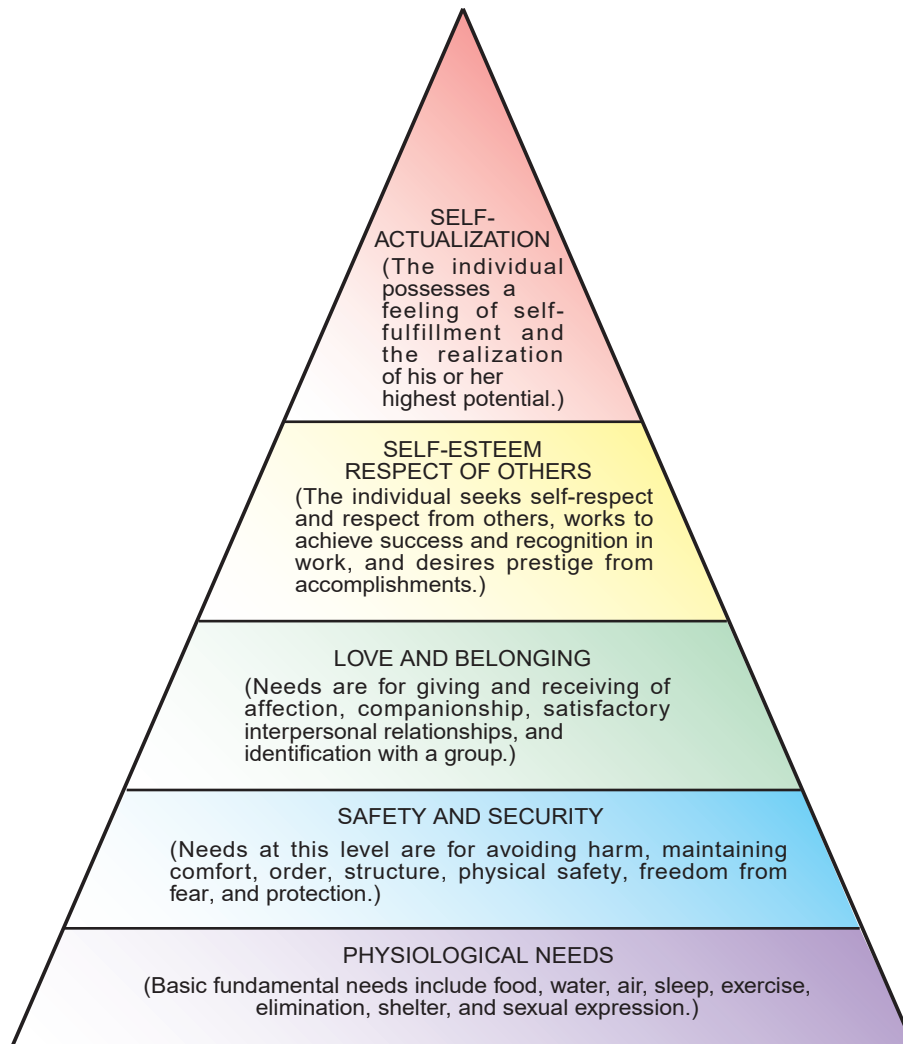 SELF-
ACTUALIZATION
(The individual
possesses a
feeling of self-
fulfillment and
the realization
of his or her
highest potential.)
SELF-ESTEEM
RESPECT OF OTHERS
(The individual seeks self-respect
and respect from others, works to
achieve success and recognition in
work, and desires prestige from
accomplishments.)
LOVE AND BELONGING
(Needs are for giving and receiving of
affection, companionship, satisfactory
interpersonal relationships, and
identification with a group.)
SAFETY AND SECURITY
(Needs at this level are for avoiding harm, maintaining
comfort, order, structure, physical safety, freedom from
fear, and protection.)
PHYSIOLOGICAL NEEDS
(Basic fundamental needs include food, water, air, sleep, exercise,
elimination, shelter, and sexual expression.)